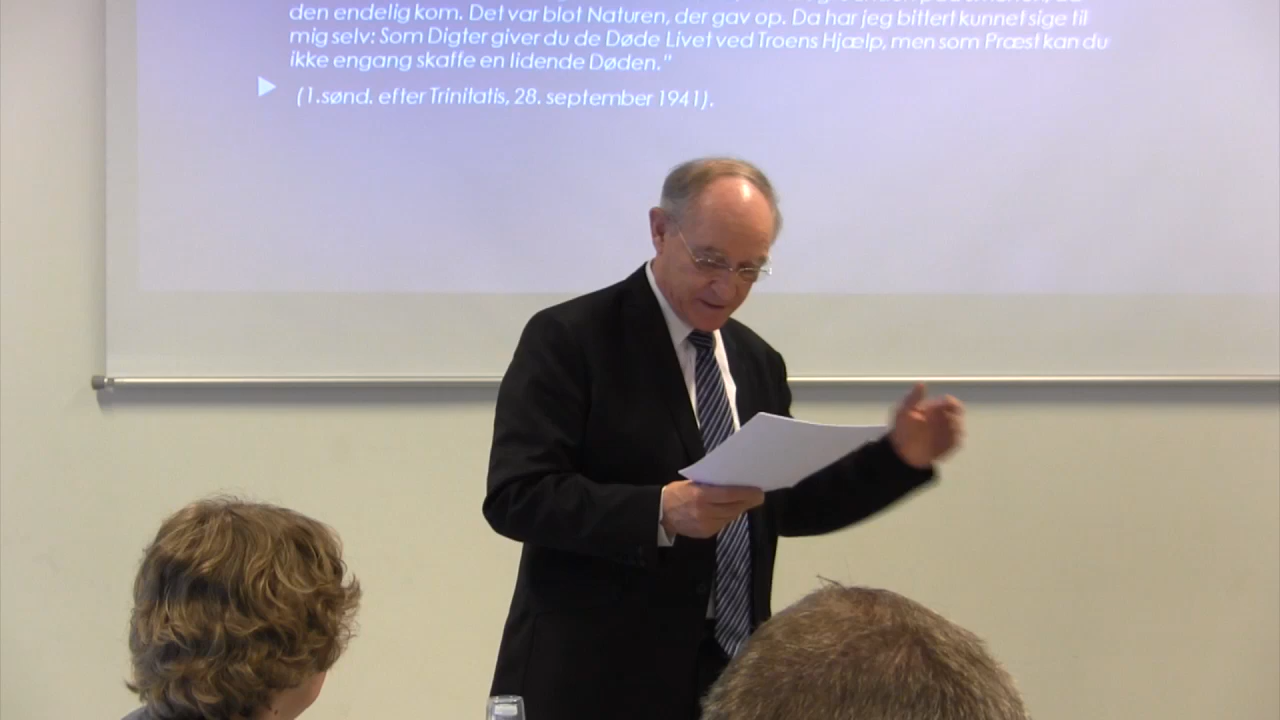 den endelig kom. Det var blot Naturen, der gav op. Da har jeg bittert kunnet sige til
mig selv: Som Digter giver du de Døde Livet ved Troens Hjælp, men som Præst kan du
ikke engang skaffe en lidende Døden."
(1.sønd. efter Trinitatis, 28. september 1941).